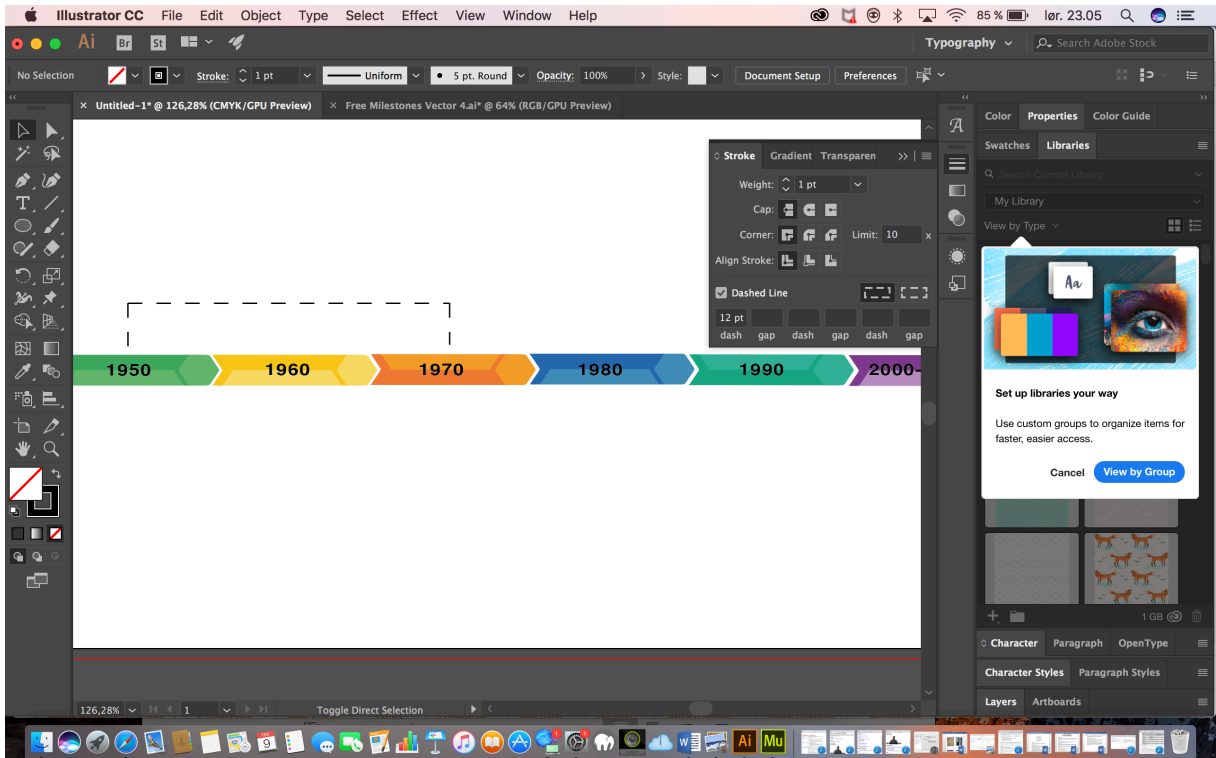 Illustrator CC File Edit Object Type Select Effect View Window Help 85 % lør. 23.05
Ai Br St Typography Search Adobe Stock
No Selection Stroke: 1 pt Uniform 5 pt. Round Opacity: 100% Style: Document Setup Preferences
× Untitled-1* @ 126,28% (CMYK/GPU Preview) × Free Milestones Vector 4.ai* @ 64% (RGB/GPU Preview)
Stroke Gradient Transparen
Weight: 1 pt
Cap:
Corner: Limit: 10 x
Align Stroke:
Dashed Line
12 pt
dash gap dash gap dash gap
1950 1960 1970 1980 1990 2000-
126,28% 1 Toggle Direct Selection
Color Properties Color Guide
Swatches Libraries
Search Current Library
My Library
View by Type
Aa
Set up libraries your way
Use custom groups to organize items for
faster, easier access.
Cancel View by Group
1 GB
Character Paragraph OpenType
Character Styles Paragraph Styles
Layers Artboards
9
Ai Mu